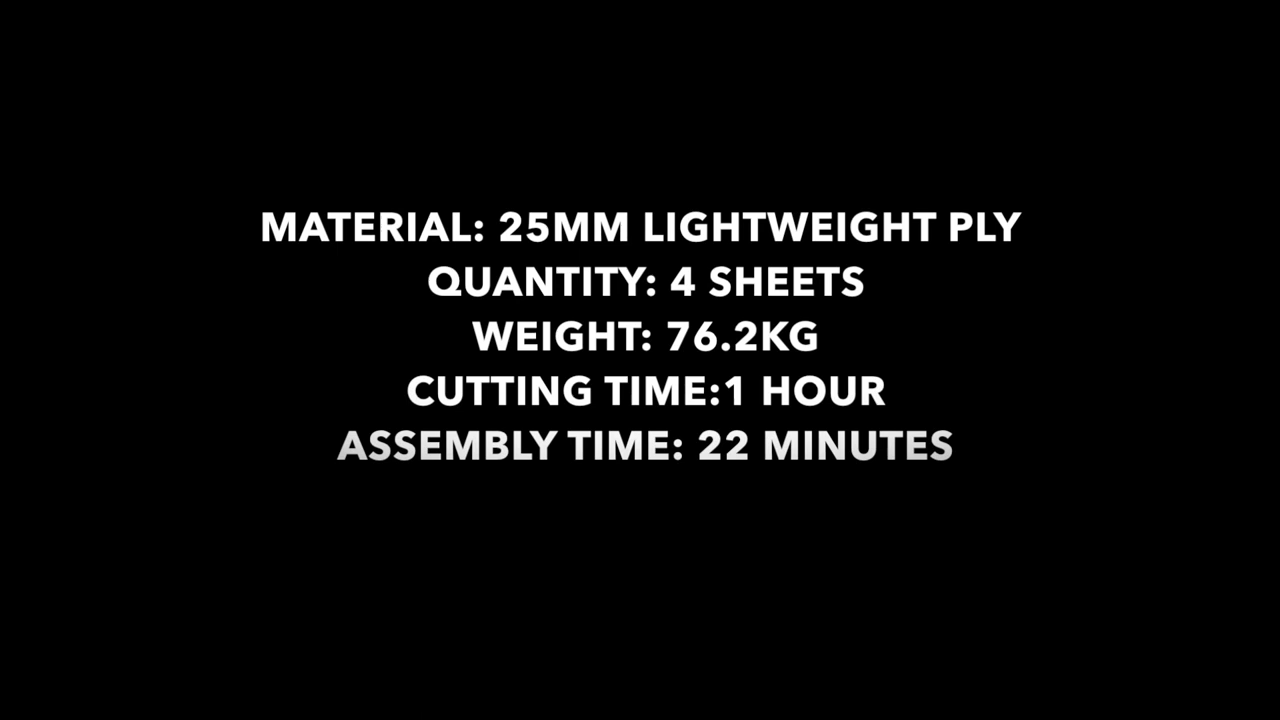 MATERIAL: 25MM LIGHTWEIGHT PLY
QUANTITY: 4 SHEETS
WEIGHT: 76.2KG
CUTTING TIME:1 HOUR
ASSEMBLY TIME: 22 MINUTES